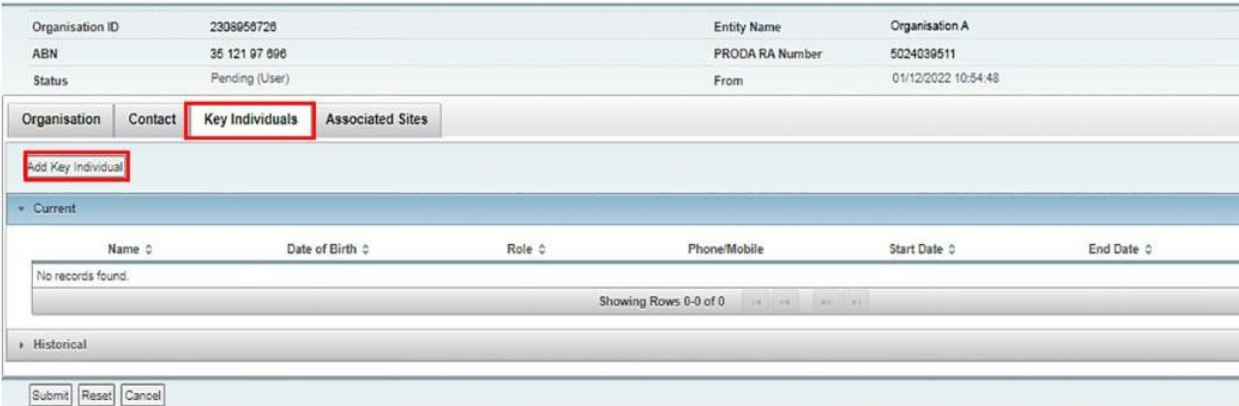 Organisation ID 2308956726 Entity Name Organisation A
ABN 35 121 97 696 PRODA RA Number 5024039511
Status Pending (User) From 01/12/2022 10:54:48
Organisation Contact Key Individuals Associated Sites
Add Key Individual
Current
Name Date of Birth Role Phone/Mobile Start Date End Date
No records found.
Showing Rows 0-0 of 0
Historical
Submit Reset Cancel